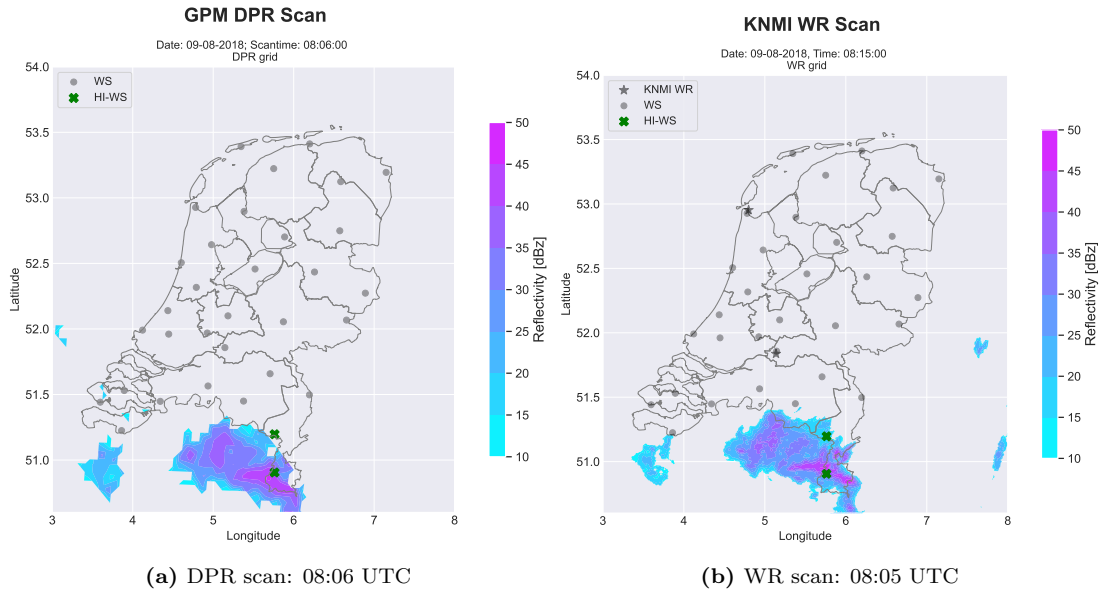 GPM DPR Scan
Date: 09-08-2018; Scantime: 08:06:00
DPR grid
WS
HI-WS
54.0
53.5
53.0
52.5
52.0
51.5
51.0
Latitude
3
4
5
6
7
8
Longitude
50
45
40
35
30
25
20
15
10
Reflectivity [dBz]
(a) DPR scan: 08:06 UTC
KNMI WR Scan
Date: 09-08-2018, Time: 08:15:00
WR grid
KNMI WR
WS
HI-WS
54.0
53.5
53.0
52.5
52.0
51.5
51.0
Latitude
3
4
5
6
7
8
Longitude
50
45
40
35
30
25
20
15
10
Reflectivity [dBz]
(b) WR scan: 08:05 UTC